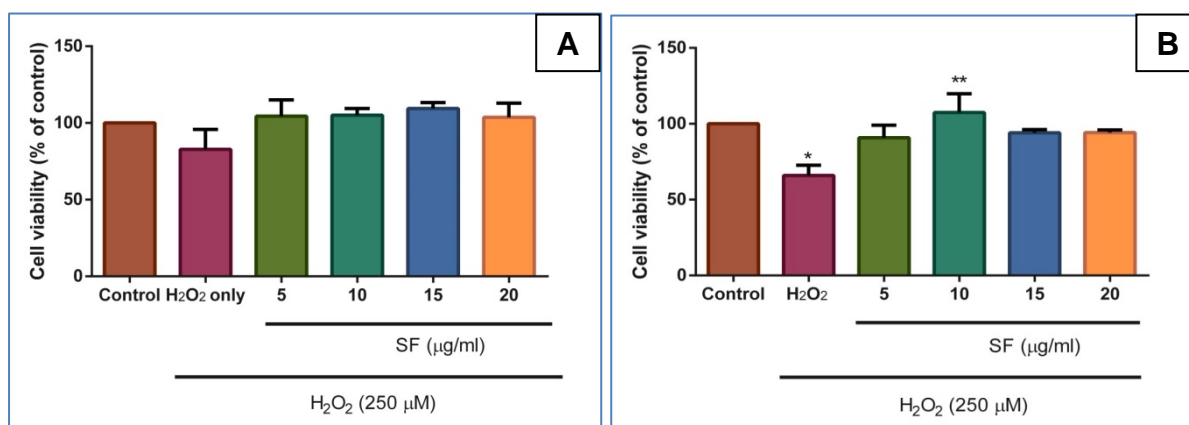 A
Cell viability (% of control)
150
100
50
0
Control H₂O₂ only 5 10 15 20
SF (μg/ml)
H₂O₂ (250 μM)
B
Cell viability (% of control)
150
100
50
0
*
**
Control H₂O₂ 5 10 15 20
SF (μg/ml)
H₂O₂ (250 μM)